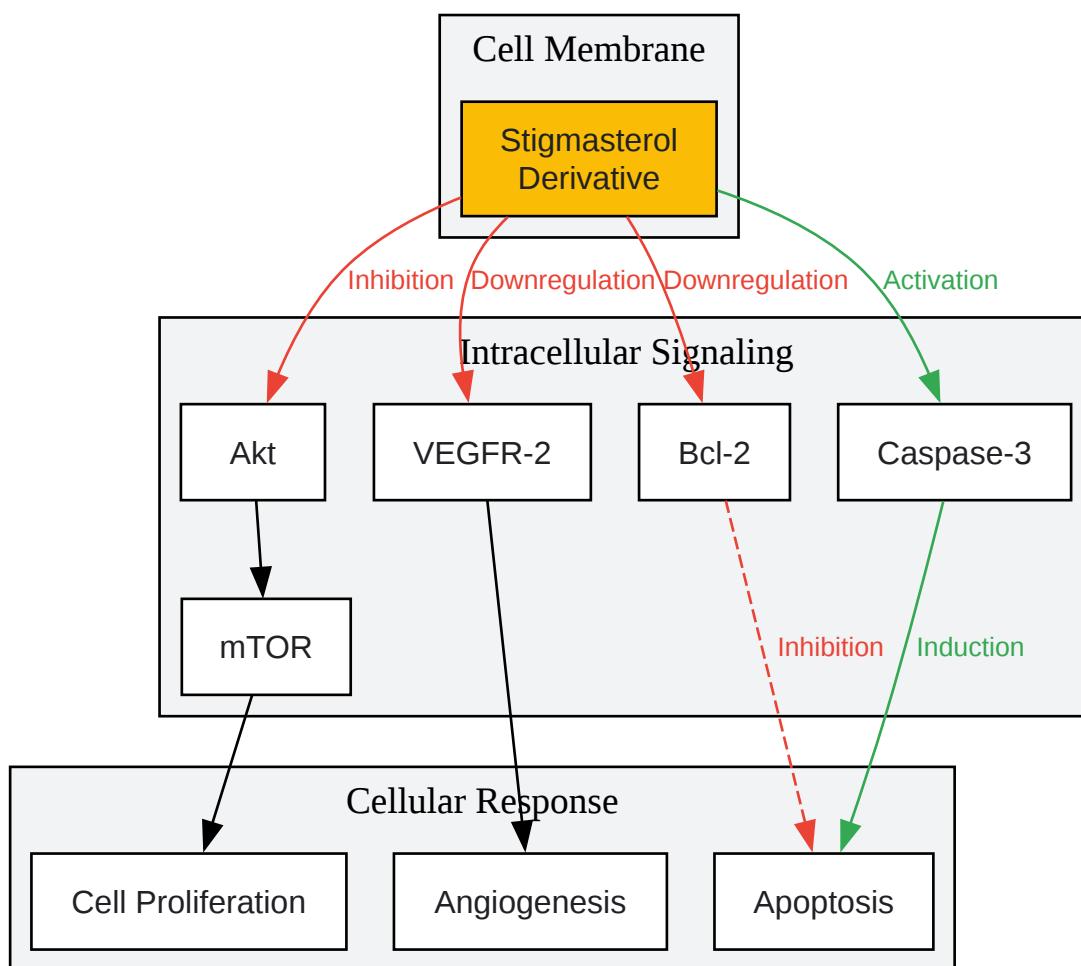 Cell Membrane
Stigmasterol
Derivative
Inhibition
Downregulation
Downregulation
Activation
Intracellular Signaling
Akt
VEGFR-2
Bcl-2
Caspase-3
mTOR
Inhibition
Induction
Cellular Response
Cell Proliferation
Angiogenesis
Apoptosis